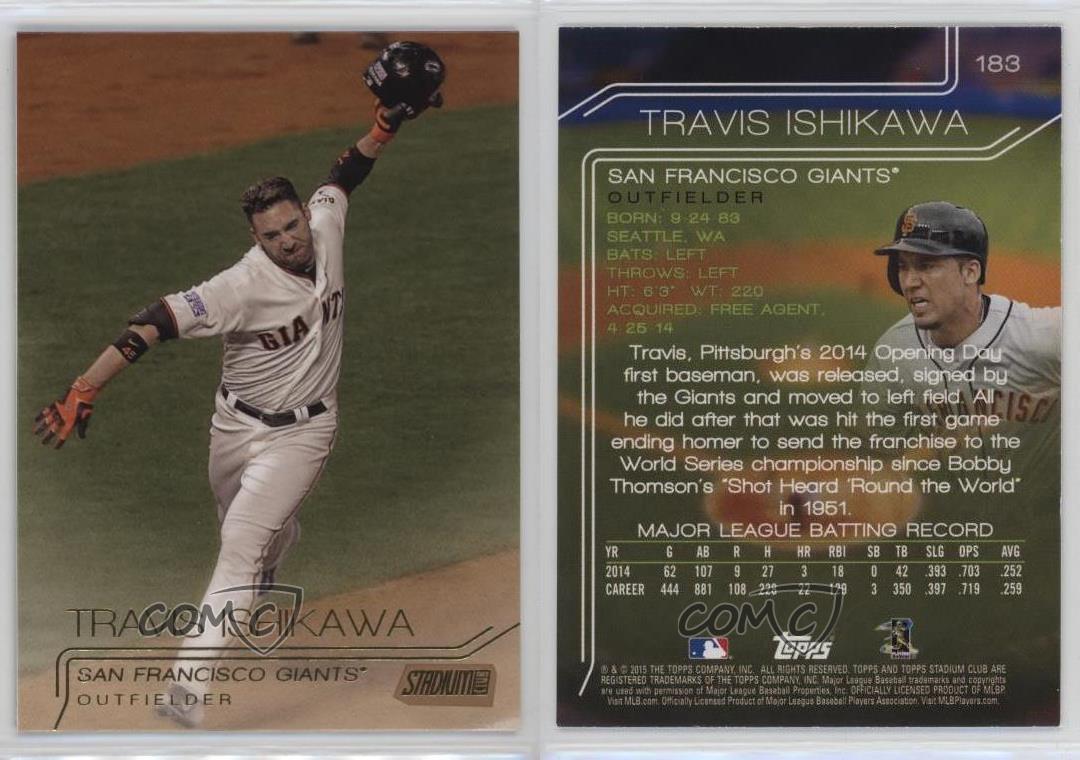 GIANTS
45
TRAVIS ISHIKAWA
SAN FRANCISCO GIANTS®
OUTFIELDER
STADIUM CLUB
COMC
183
TRAVIS ISHIKAWA
SAN FRANCISCO GIANTS®
OUTFIELDER
BORN: 9-24-83
SEATTLE, WA
BATS: LEFT
THROWS: LEFT
HT: 6'3" WT: 220
ACQUIRED: FREE AGENT,
4-25-14
Travis, Pittsburgh's 2014 Opening Day
first baseman, was released, signed by
the Giants and moved to left field. All
he did after that was hit the first game
ending homer to send the franchise to the
World Series championship since Bobby
Thomson's "Shot Heard 'Round the World"
in 1951.
MAJOR LEAGUE BATTING RECORD
YR G AB R H HR RBI SB TB SLG OPS AVG
2014 62 107 9 27 3 18 0 42 .393 .703 .252
CAREER 444 881 108 228 22 129 3 350 .397 .719 .259
COMC
Topps
® & © 2015 THE TOPPS COMPANY, INC. ALL RIGHTS RESERVED. TOPPS AND TOPPS STADIUM CLUB ARE
REGISTERED TRADEMARKS OF THE TOPPS COMPANY, INC. Major League Baseball trademarks and copyrights
are used with permission of Major League Baseball Properties, Inc. OFFICIALLY LICENSED PRODUCT OF MLBP.
Visit MLB.com. Officially Licensed Product of Major League Baseball Players Association. Visit MLBPlayers.com.